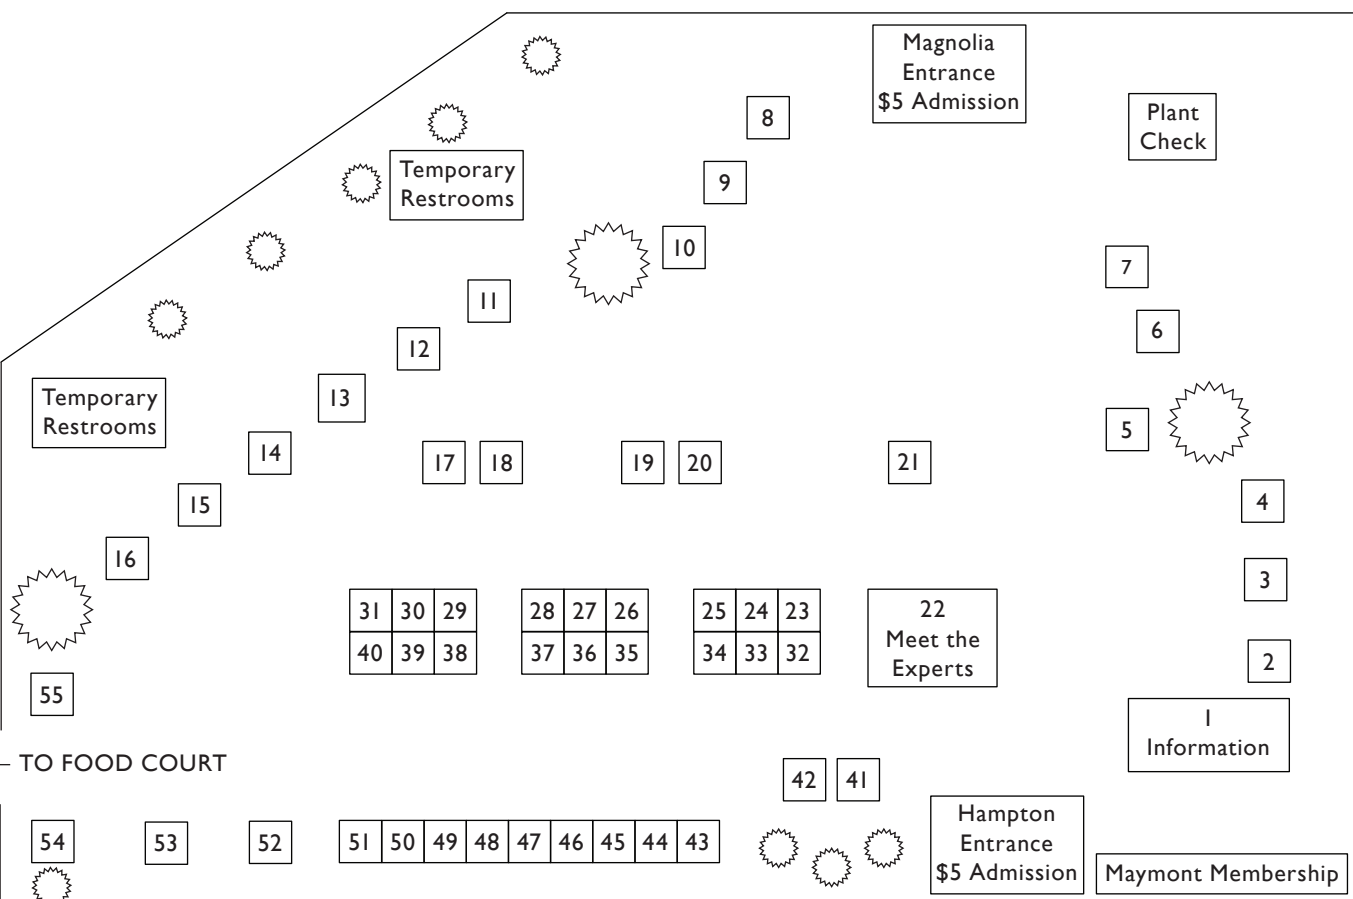 Magnolia
Entrance
$5 Admission
Plant
Check
8
Temporary
Restrooms
9
10
7
11
6
12
13
Temporary
Restrooms
5
14
17 18 19 20 21
15
4
16
3
31 30 29 28 27 26 25 24 23
40 39 38 37 36 35 34 33 32
22
Meet the
Experts
2
55
1
Information
TO FOOD COURT
42 41
54 53 52 51 50 49 48 47 46 45 44 43
Hampton
Entrance
$5 Admission
Maymont Membership